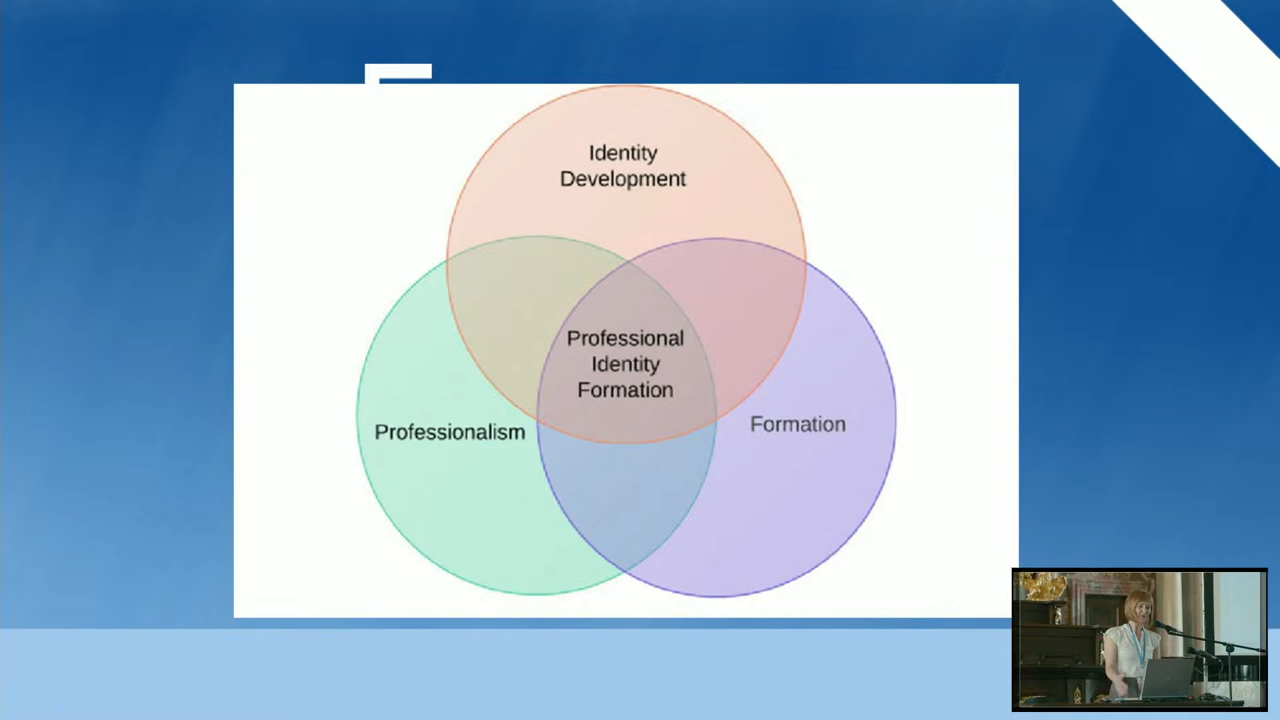 Identity
Development
Professional
Identity
Formation
Professionalism
Formation